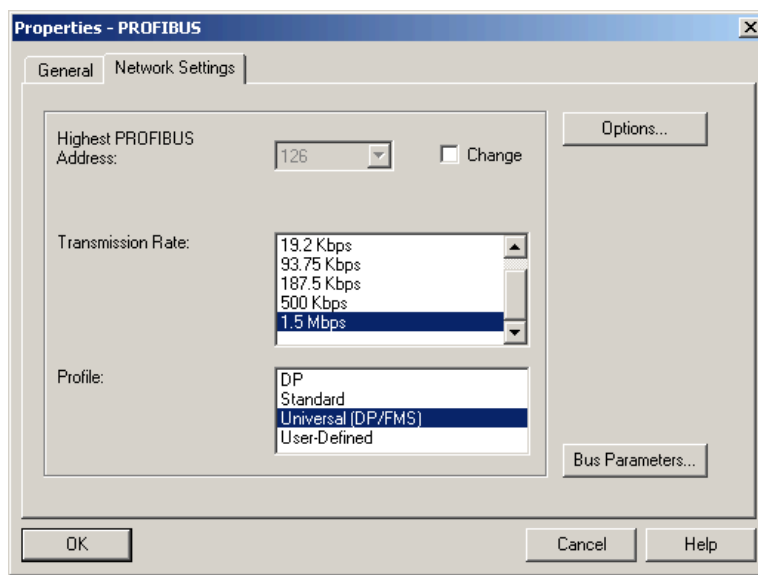 Properties - PROFIBUS
General
Network Settings
Highest PROFIBUS
Address:
126
Change
Options...
Transmission Rate:
19.2 Kbps
93.75 Kbps
187.5 Kbps
500 Kbps
1.5 Mbps
Profile:
DP
Standard
Universal (DP/FMS)
User-Defined
Bus Parameters...
OK
Cancel
Help